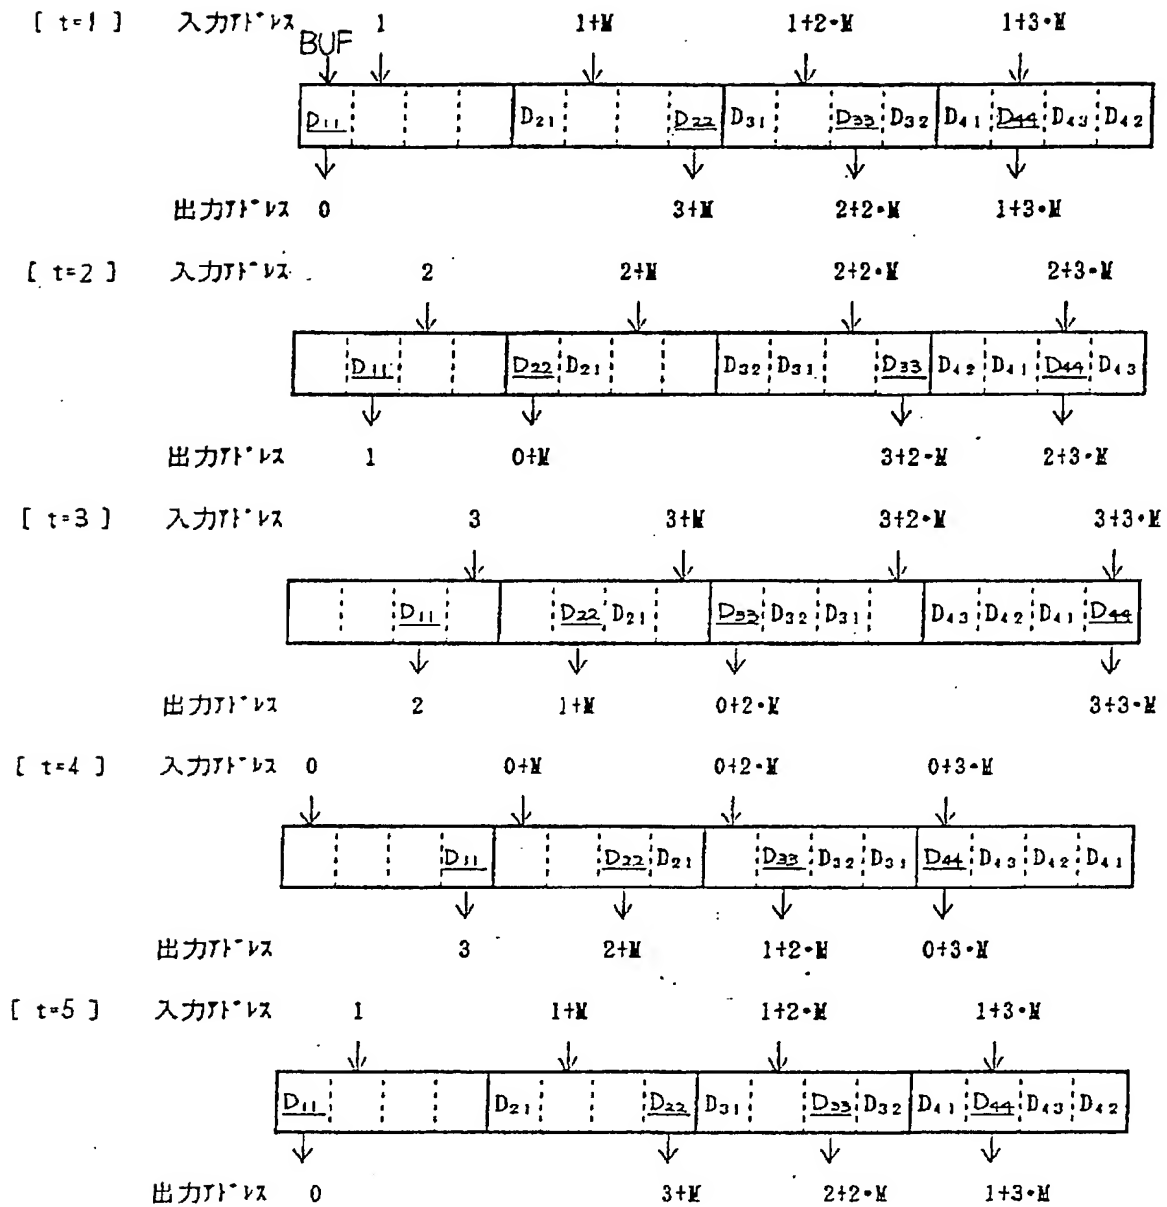 [ t=1 ] 入力ｱﾄﾞﾚｽ 1 1+M 1+2・M 1+3・M
BUF
D11 D21 D22 D31 D33 D32 D41 D44 D43 D42
出力ｱﾄﾞﾚｽ 0 3+M 2+2・M 1+3・M
[ t=2 ] 入力ｱﾄﾞﾚｽ 2 2+M 2+2・M 2+3・M
D11 D22 D21 D32 D31 D33 D42 D41 D44 D43
出力ｱﾄﾞﾚｽ 1 0+M 3+2・M 2+3・M
[ t=3 ] 入力ｱﾄﾞﾚｽ 3 3+M 3+2・M 3+3・M
D11 D22 D21 D33 D32 D31 D43 D42 D41 D44
出力ｱﾄﾞﾚｽ 2 1+M 0+2・M 3+3・M
[ t=4 ] 入力ｱﾄﾞﾚｽ 0 0+M 0+2・M 0+3・M
D11 D22 D21 D33 D32 D31 D44 D43 D42 D41
出力ｱﾄﾞﾚｽ 3 2+M 1+2・M 0+3・M
[ t=5 ] 入力ｱﾄﾞﾚｽ 1 1+M 1+2・M 1+3・M
D11 D21 D22 D31 D33 D32 D41 D44 D43 D42
出力ｱﾄﾞﾚｽ 0 3+M 2+2・M 1+3・M